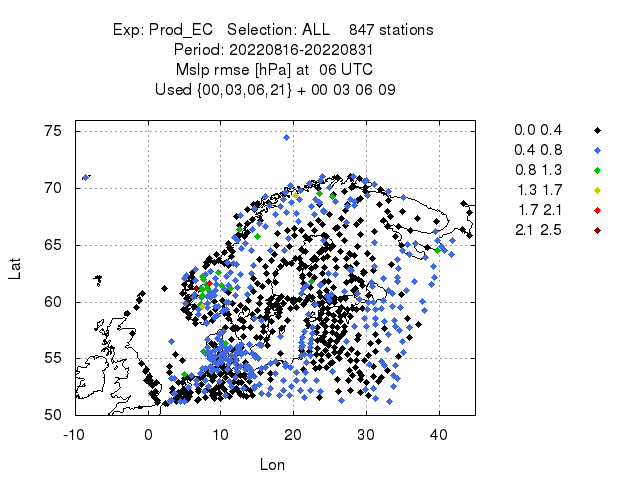 Exp: Prod_EC   Selection: ALL    847 stations
Period: 20220816-20220831
Mslp rmse [hPa] at  06 UTC
Used {00,03,06,21} + 00 03 06 09
0.0 0.4
0.4 0.8
0.8 1.3
1.3 1.7
1.7 2.1
2.1 2.5
75
70
65
60
55
50
Lat
-10 0 10 20 30 40
Lon